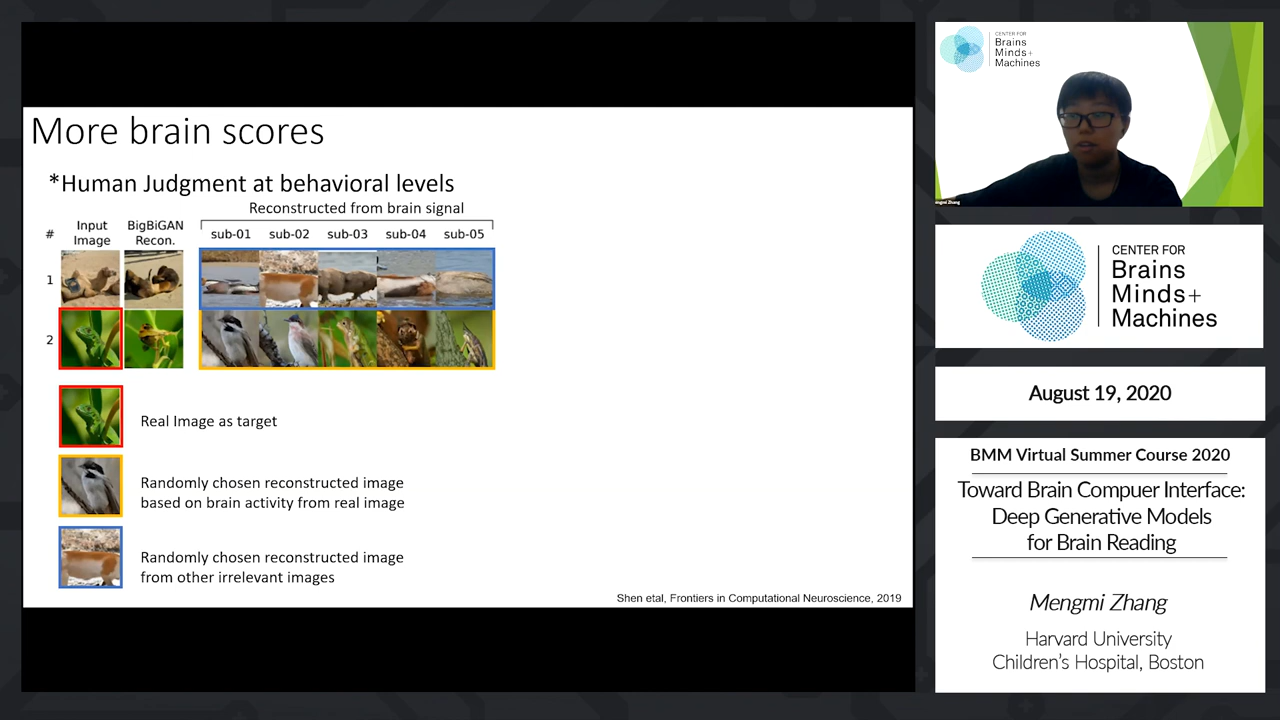 More brain scores
*Human Judgment at behavioral levels
Reconstructed from brain signal
# Input Image BigBiGAN Recon. sub-01 sub-02 sub-03 sub-04 sub-05
1
2
Real Image as target
Randomly chosen reconstructed image
based on brain activity from real image
Randomly chosen reconstructed image
from other irrelevant images
Shen etal, Frontiers in Computational Neuroscience, 2019
CENTER FOR
Brains
Minds+
Machines
Mengmi Zhang
CENTER FOR
Brains
Minds+
Machines
August 19, 2020
BMM Virtual Summer Course 2020
Toward Brain Compuer Interface:
Deep Generative Models
for Brain Reading
Mengmi Zhang
Harvard University
Children's Hospital, Boston